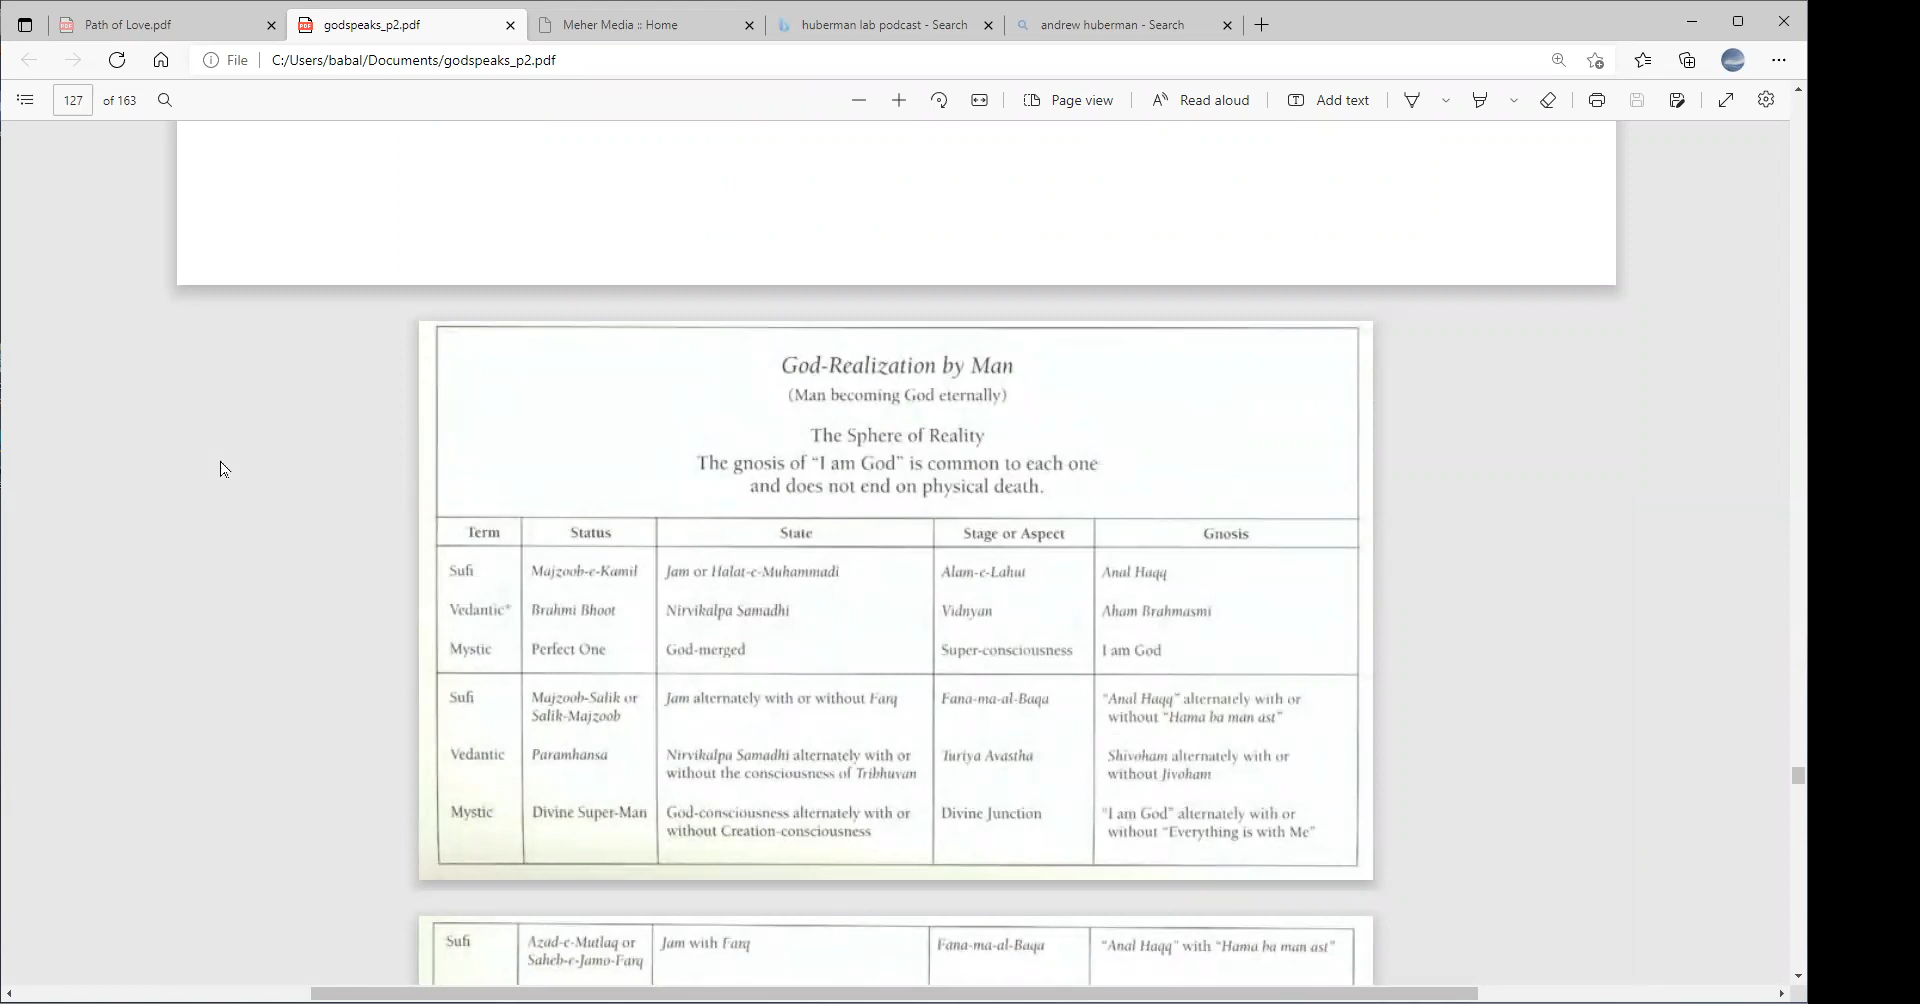 Path of Love.pdf
godspeaks_p2.pdf
Meher Media :: Home
huberman lab podcast - Search
andrew huberman - Search
File C:/Users/babal/Documents/godspeaks_p2.pdf
127 of 163
Page view
Read aloud
Add text
God-Realization by Man
(Man becoming God eternally)
The Sphere of Reality
The gnosis of “I am God” is common to each one
and does not end on physical death.
Term Status State Stage or Aspect Gnosis
Sufi Majzoob-e-Kamil Jam or Halat-e-Muhammadi Alam-e-Lahut Anal Haqq
Vedantic* Brahmi Bhoot Nirvikalpa Samadhi Vidnyan Aham Brahmasmi
Mystic Perfect One God-merged Super-consciousness I am God
Sufi Majzoob-Salik or Jam alternately with or without Farq Fana-ma-al-Baqa “Anal Haqq” alternately with or
Salik-Majzoob without “Hama ba man ast”
Vedantic Paramhansa Nirvikalpa Samadhi alternately with or Turiya Avastha Shivoham alternately with or
without the consciousness of Tribhuvan without Jivoham
Mystic Divine Super-Man God-consciousness alternately with or Divine Junction “I am God” alternately with or
without Creation-consciousness without “Everything is with Me”
Sufi Azad-e-Mutlaq or Jam with Farq Fana-ma-al-Baqa “Anal Haqq” with “Hama ba man ast”
Saheb-e-Jamo-Farq